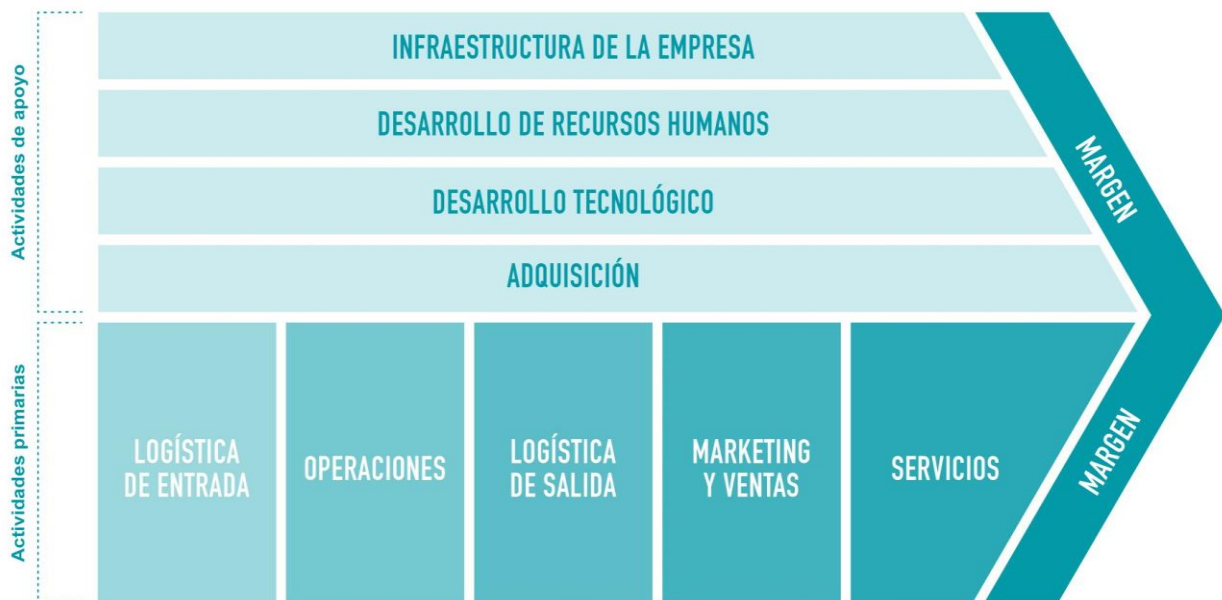 Actividades de apoyo
INFRAESTRUCTURA DE LA EMPRESA
DESARROLLO DE RECURSOS HUMANOS
DESARROLLO TECNOLÓGICO
ADQUISICIÓN
MARGEN
Actividades primarias
LOGÍSTICA
DE ENTRADA
OPERACIONES
LOGÍSTICA
DE SALIDA
MARKETING
Y VENTAS
SERVICIOS
MARGEN